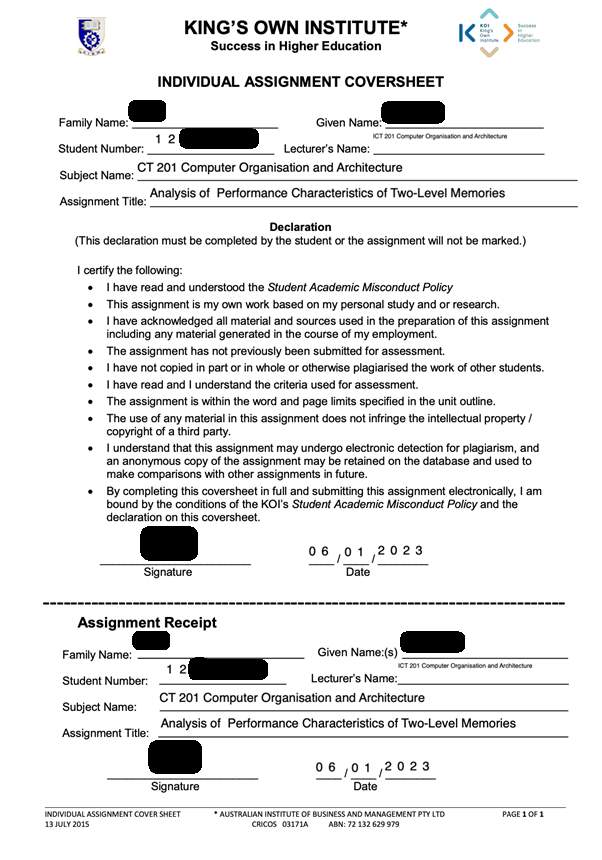 KING'S OWN INSTITUTE*
Success in Higher Education
KOI
King's
Own
Institute
Success in
Higher
Education
INDIVIDUAL ASSIGNMENT COVERSHEET
Family Name:
Given Name:
Student Number: 1 2
Lecturer's Name: ICT 201 Computer Organisation and Architecture
Subject Name: CT 201 Computer Organisation and Architecture
Assignment Title: Analysis of Performance Characteristics of Two-Level Memories
Declaration
(This declaration must be completed by the student or the assignment will not be marked.)
I certify the following:
• I have read and understood the Student Academic Misconduct Policy
• This assignment is my own work based on my personal study and or research.
• I have acknowledged all material and sources used in the preparation of this assignment
including any material generated in the course of my employment.
• The assignment has not previously been submitted for assessment.
• I have not copied in part or in whole or otherwise plagiarised the work of other students.
• I have read and I understand the criteria used for assessment.
• The assignment is within the word and page limits specified in the unit outline.
• The use of any material in this assignment does not infringe the intellectual property /
copyright of a third party.
• I understand that this assignment may undergo electronic detection for plagiarism, and
an anonymous copy of the assignment may be retained on the database and used to
make comparisons with other assignments in future.
• By completing this coversheet in full and submitting this assignment electronically, I am
bound by the conditions of the KOI's Student Academic Misconduct Policy and the
declaration on this coversheet.
06 / 01 / 2023
Signature
Date
Assignment Receipt
Family Name:
Given Name:(s)
Student Number: 1 2
Lecturer's Name: ICT 201 Computer Organisation and Architecture
Subject Name: CT 201 Computer Organisation and Architecture
Assignment Title: Analysis of Performance Characteristics of Two-Level Memories
06 / 01 / 2023
Signature
Date
INDIVIDUAL ASSIGNMENT COVER SHEET
* AUSTRALIAN INSTITUTE OF BUSINESS AND MANAGEMENT PTY LTD
PAGE 1 OF 1
13 JULY 2015
CRICOS 03171A ABN: 72 132 629 979